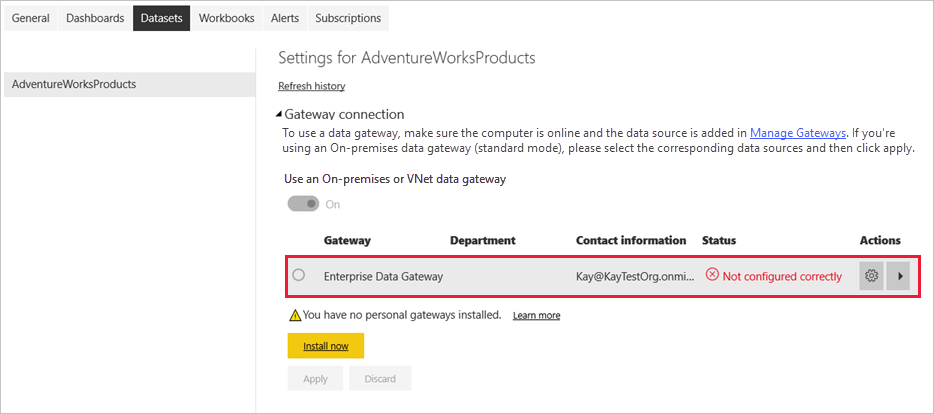 General Dashboards Datasets Workbooks Alerts Subscriptions
AdventureWorksProducts
Settings for AdventureWorksProducts
Refresh history
Gateway connection
To use a data gateway, make sure the computer is online and the data source is added in Manage Gateways. If you're
using an On-premises data gateway (standard mode), please select the corresponding data sources and then click apply.
Use an On-premises or VNet data gateway
On
Gateway Department Contact information Status Actions
Enterprise Data Gateway Kay@KayTestOrg.onmi... Not configured correctly
You have no personal gateways installed. Learn more
Install now
Apply Discard